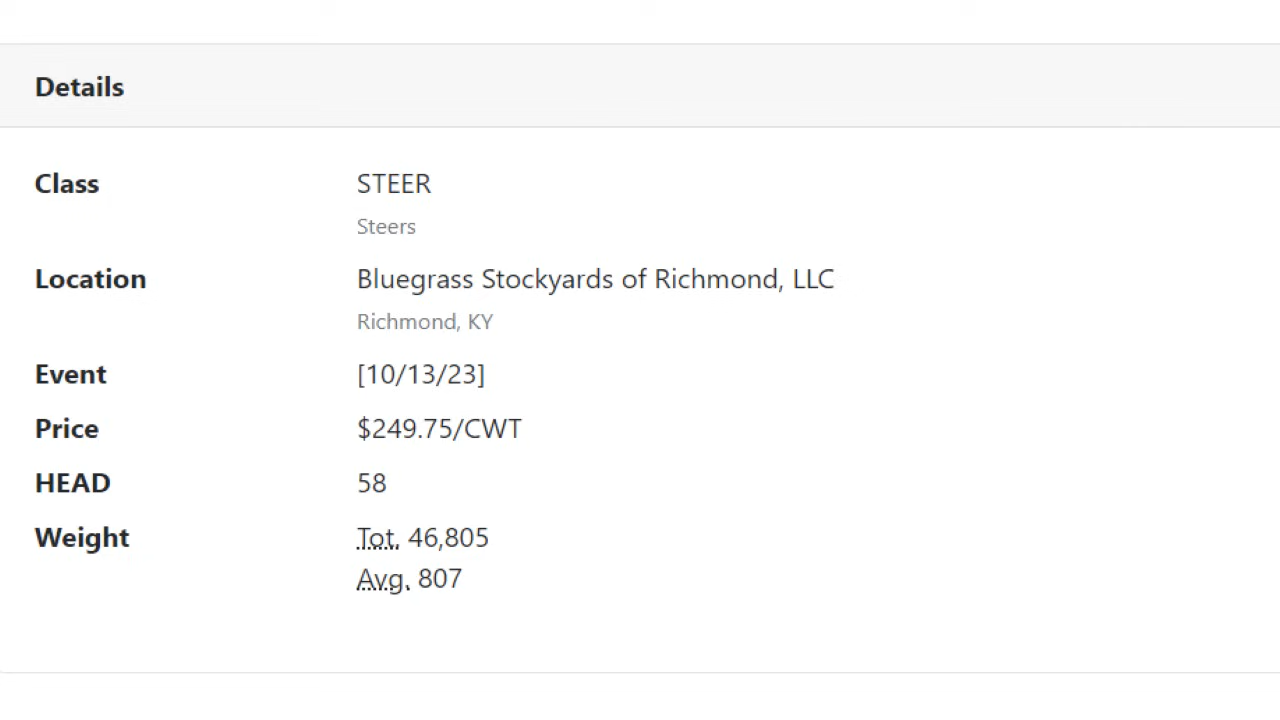 Details
Class STEER
Steers
Location Bluegrass Stockyards of Richmond, LLC
Richmond, KY
Event [10/13/23]
Price $249.75/CWT
HEAD 58
Weight Tot. 46,805
Avg. 807